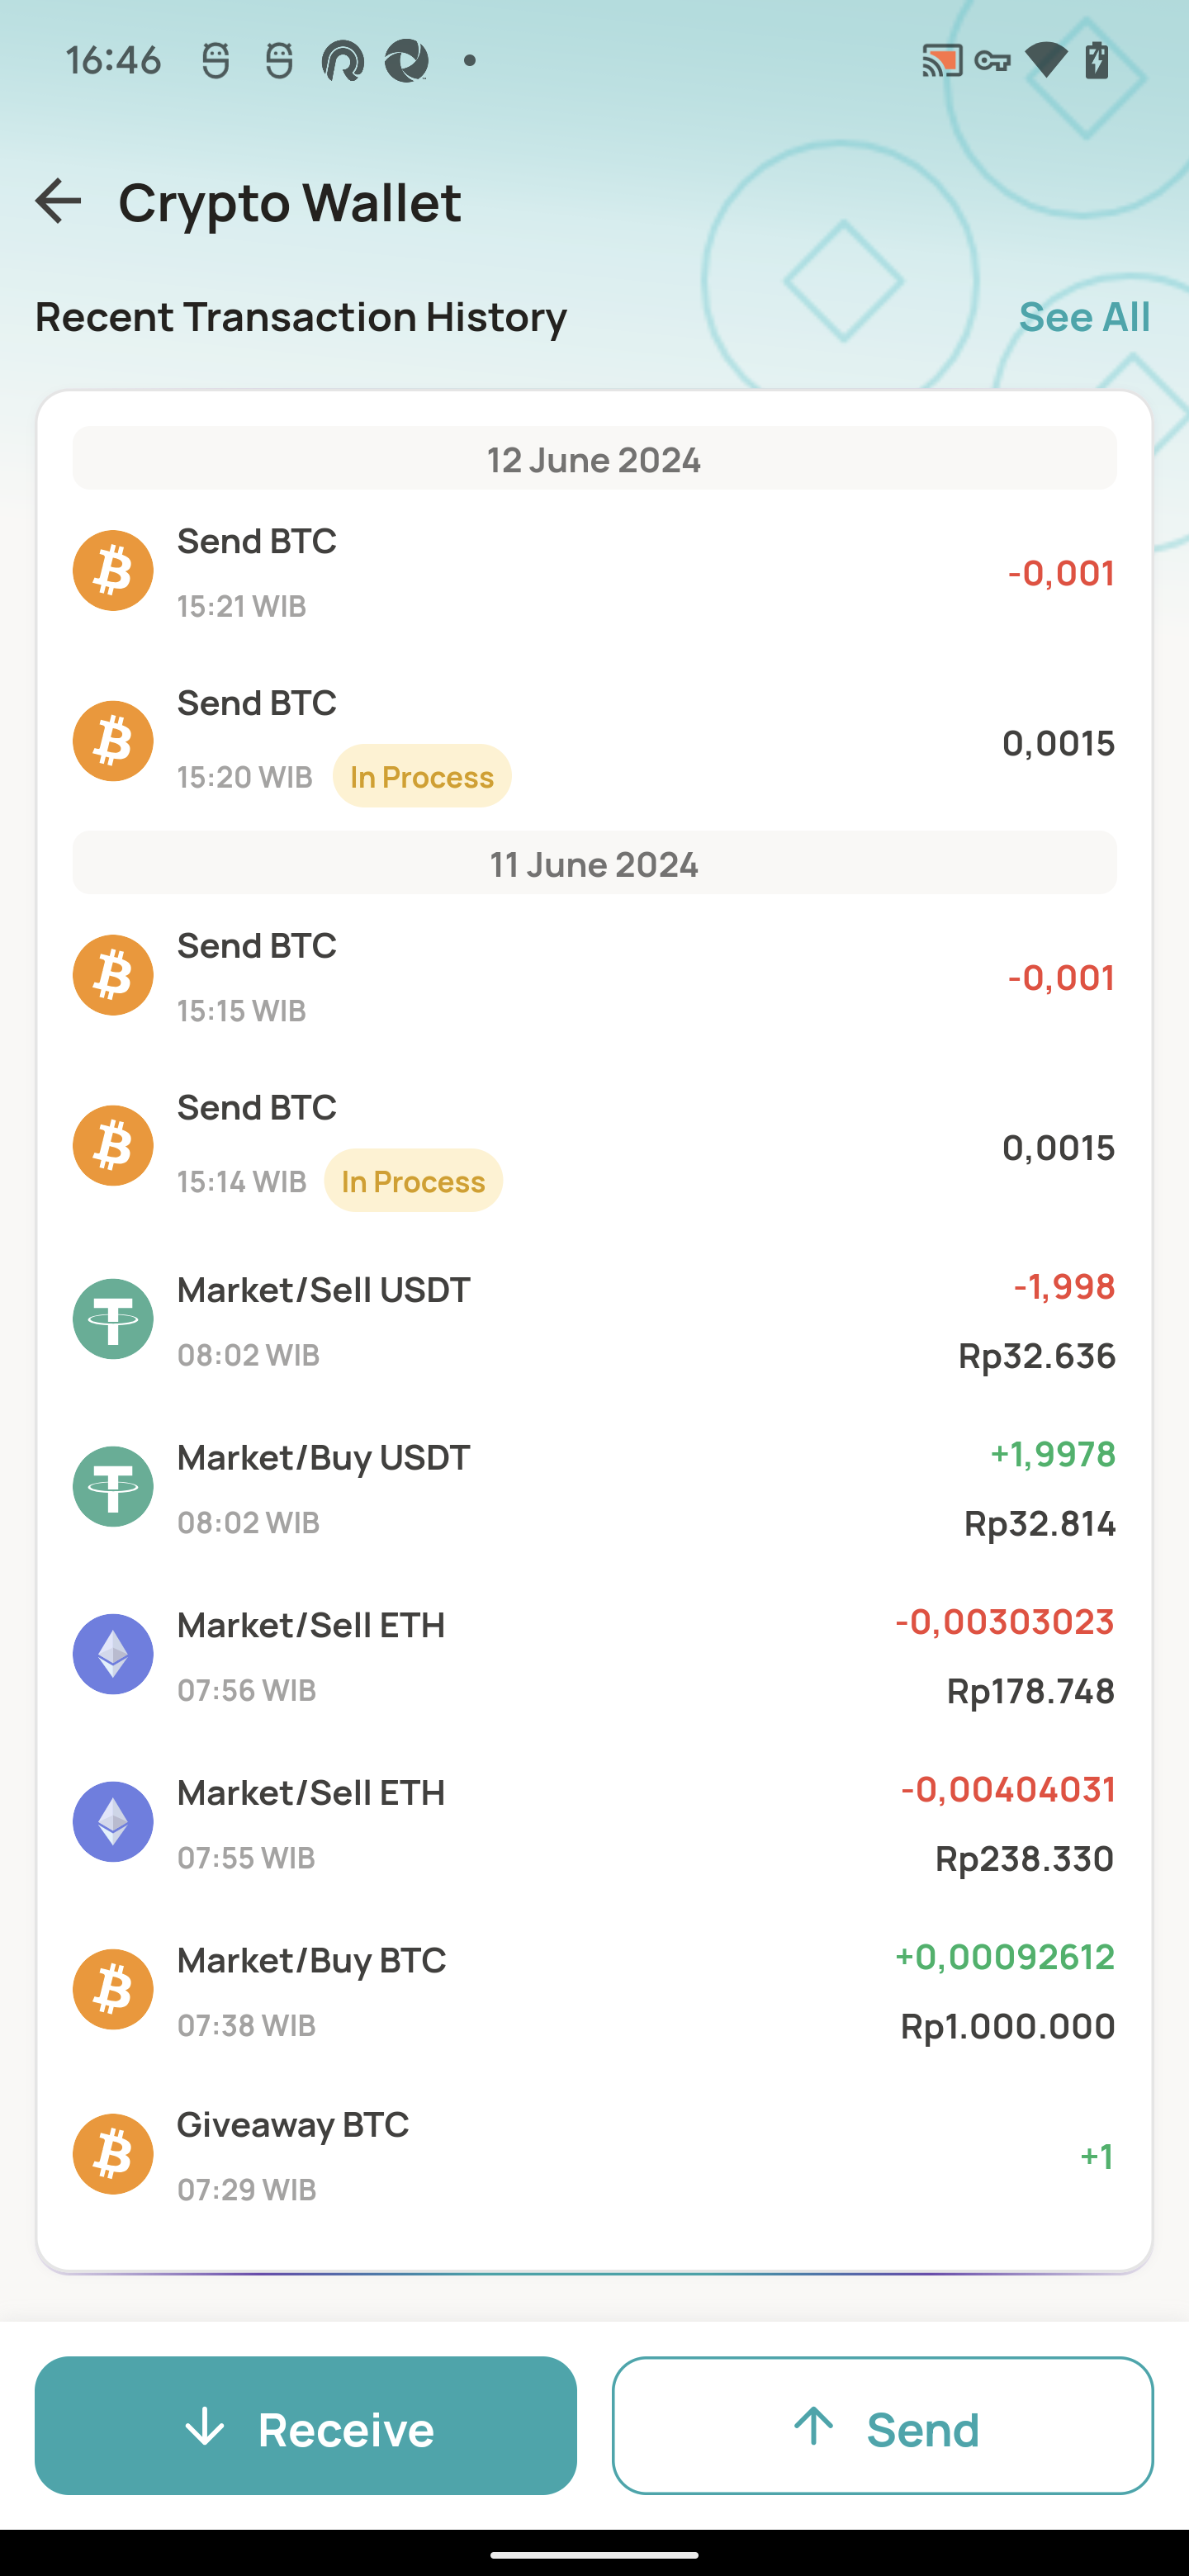 16:46
Crypto Wallet
Recent Transaction History
See All
12 June 2024
Send BTC
-0,001
15:21 WIB
Send BTC
0,0015
15:20 WIB In Process
11 June 2024
Send BTC
-0,001
15:15 WIB
Send BTC
0,0015
15:14 WIB In Process
Market/Sell USDT
-1,998
08:02 WIB
Rp32.636
Market/Buy USDT
+1,9978
08:02 WIB
Rp32.814
Market/Sell ETH
-0,00303023
07:56 WIB
Rp178.748
Market/Sell ETH
-0,00404031
07:55 WIB
Rp238.330
Market/Buy BTC
+0,00092612
07:38 WIB
Rp1.000.000
Giveaway BTC
+1
07:29 WIB
Receive
Send